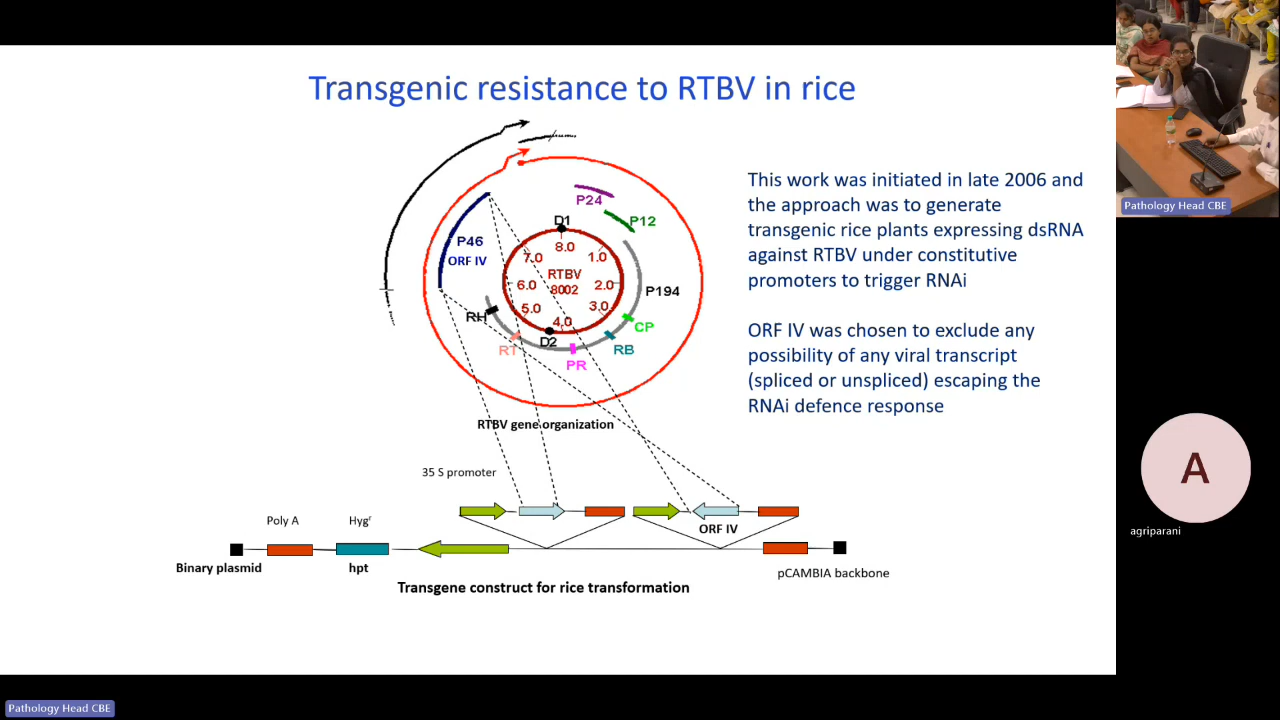 Transgenic resistance to RTBV in rice
P24
D1
P12
P46
8.0
7.0
1.0
ORF IV
RTBV
6.0
2.0
8002
P194
5.0
3.0
RH
4.0
CP
D2
RT
RB
PR
RTBV gene organization
This work was initiated in late 2006 and
the approach was to generate
transgenic rice plants expressing dsRNA
against RTBV under constitutive
promoters to trigger RNAi
ORF IV was chosen to exclude any
possibility of any viral transcript
(spliced or unspliced) escaping the
RNAi defence response
35 S promoter
Poly A
Hygʳ
ORF IV
Binary plasmid
hpt
pCAMBIA backbone
Transgene construct for rice transformation
Pathology Head CBE
A
agriparani
Pathology Head CBE